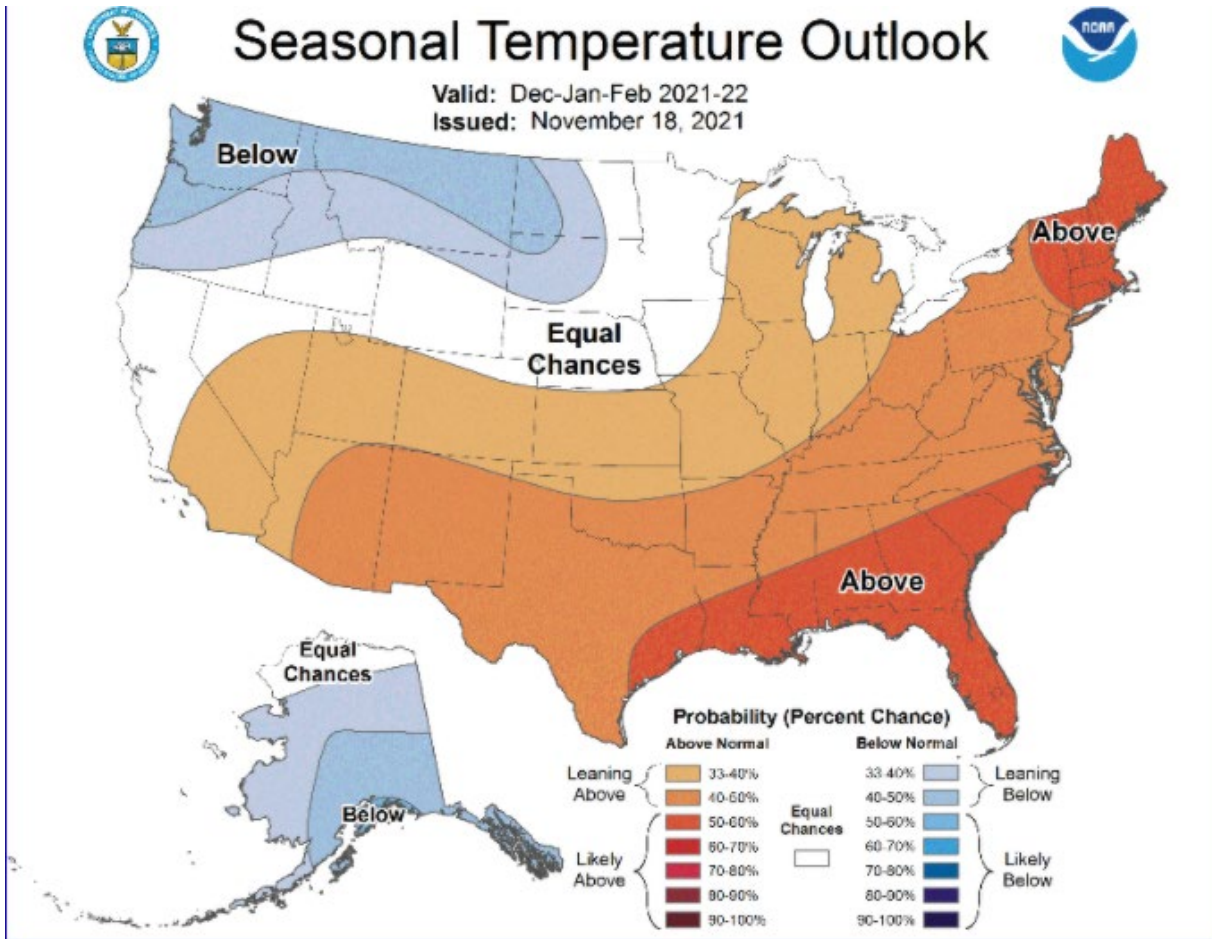 Seasonal Temperature Outlook
NOAA
Valid: Dec-Jan-Feb 2021-22
Issued: November 18, 2021
Below
Above
Equal
Chances
Above
Equal
Chances
Below
Probability (Percent Chance)
Above Normal
Below Normal
Leaning
Above
33-40%
40-50%
Likely
Above
50-60%
60-70%
70-80%
80-90%
90-100%
Equal
Chances
33-40%
40-50%
Leaning
Below
50-60%
60-70%
70-80%
80-90%
90-100%
Likely
Below